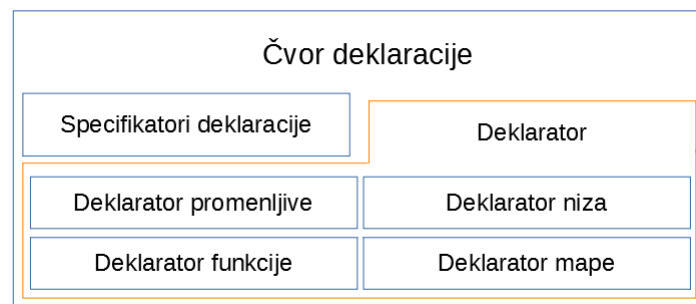 Čvor deklaracije
Specifikatori deklaracije
Deklarator
Deklarator promenljive
Deklarator niza
Deklarator funkcije
Deklarator mape